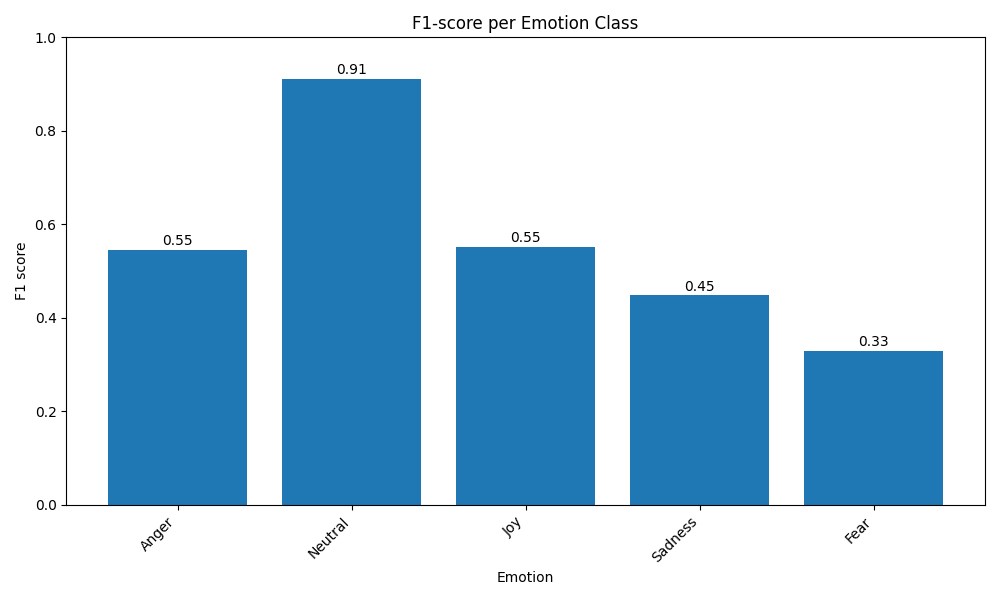 F1-score per Emotion Class
1.0
0.8
0.6
0.4
0.2
0.0
F1 score
0.55
0.91
0.55
0.45
0.33
Anger
Neutral
Joy
Sadness
Fear
Emotion